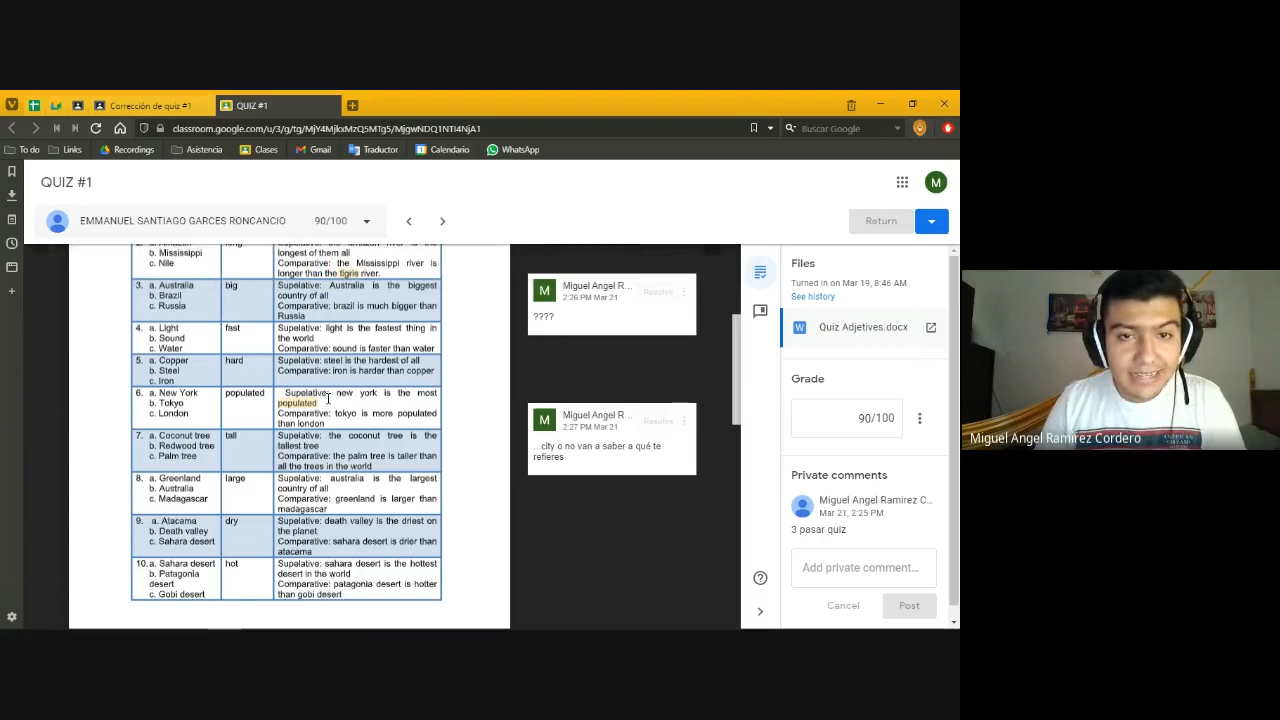 Corrección de quiz #1
QUIZ #1
classroom.google.com/u/3/g/tg/MjY4MjkxMzQ5MTg5/MjgwNDQ1NTI4NjA1
Buscar Google
To do
Links
Recordings
Asistencia
Clases
Gmail
Traductor
Calendario
WhatsApp
QUIZ #1
M
EMMANUEL SANTIAGO GARCES RONCANCIO
90/100
Return
b. Mississippi
c. Nile
longest of them all
Comparative: the Mississippi river is
longer than the tigris river.
3. a. Australia
b. Brazil
c. Russia
big
Supelative: Australia is the biggest
country of all
Comparative: brazil is much bigger than
Russia
4. a. Light
b. Sound
c. Water
fast
Supelative: light is the fastest thing in
the world
Comparative: sound is faster than water
5. a. Copper
b. Steel
c. Iron
hard
Supelative: steel is the hardest of all
Comparative: iron is harder than copper
6. a. New York
b. Tokyo
c. London
populated
Supelative: new york is the most
populated
Comparative: tokyo is more populated
than london
7. a. Coconut tree
b. Redwood tree
c. Palm tree
tall
Supelative: the coconut tree is the
tallest tree
Comparative: the palm tree is taller than
all the trees in the world
8. a. Greenland
b. Australia
c. Madagascar
large
Supelative: australia is the largest
country of all
Comparative: greenland is larger than
madagascar
9. a. Atacama
b. Death valley
c. Sahara desert
dry
Supelative: death valley is the driest on
the planet
Comparative: sahara desert is drier than
atacama
10. a. Sahara desert
b. Patagonia
desert
c. Gobi desert
hot
Supelative: sahara desert is the hottest
desert in the world
Comparative: patagonia desert is hotter
than gobi desert
M
Miguel Angel Ramirez R...
Resolve
2:26 PM Mar 21
????
M
Miguel Angel R...
Resolve
2:27 PM Mar 21
...city o no van a saber a qué te
refieres
Files
Turned in on Mar 19, 8:46 AM
See history
Quiz Adjetives.docx
Grade
90/100
Private comments
Miguel Angel Ramirez C...
Mar 21, 2:25 PM
3 pasar quiz
Add private comment...
Cancel
Post
AMERICAN
Miguel Angel Ramirez Cordero